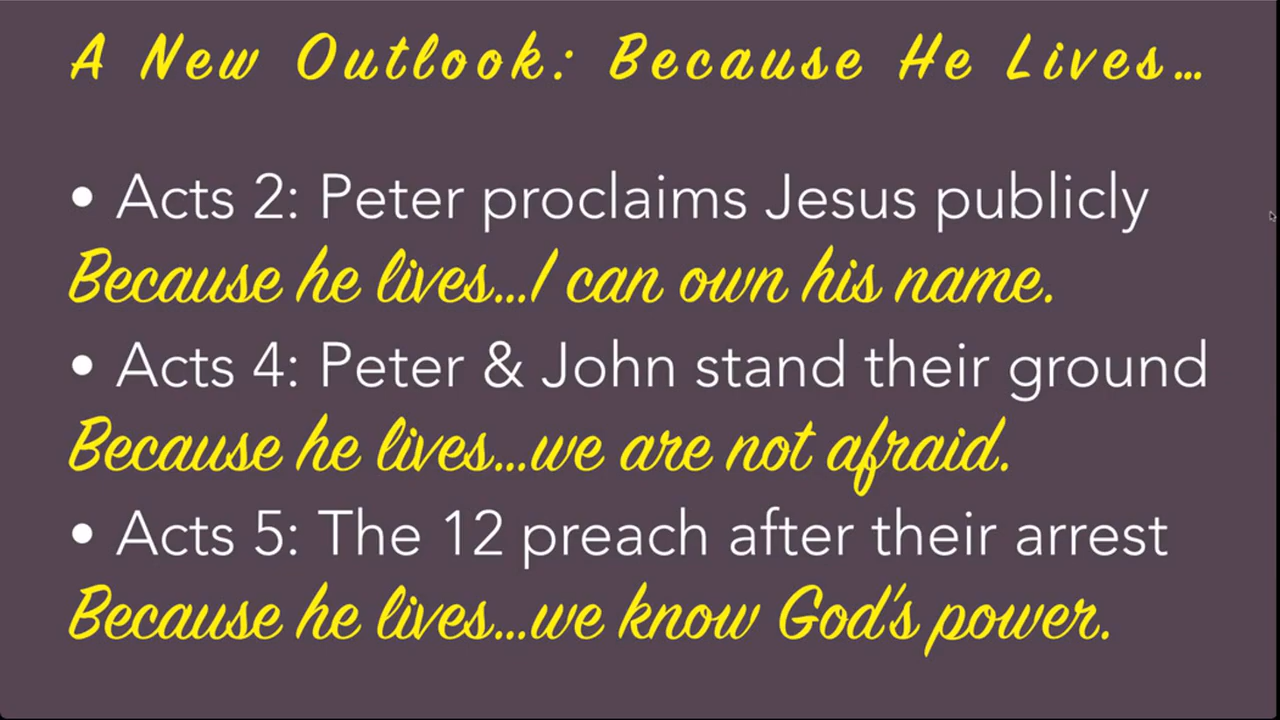 A New Outlook: Because He Lives…
• Acts 2: Peter proclaims Jesus publicly
Because he lives…I can own his name.
• Acts 4: Peter & John stand their ground
Because he lives…we are not afraid.
• Acts 5: The 12 preach after their arrest
Because he lives…we know God's power.